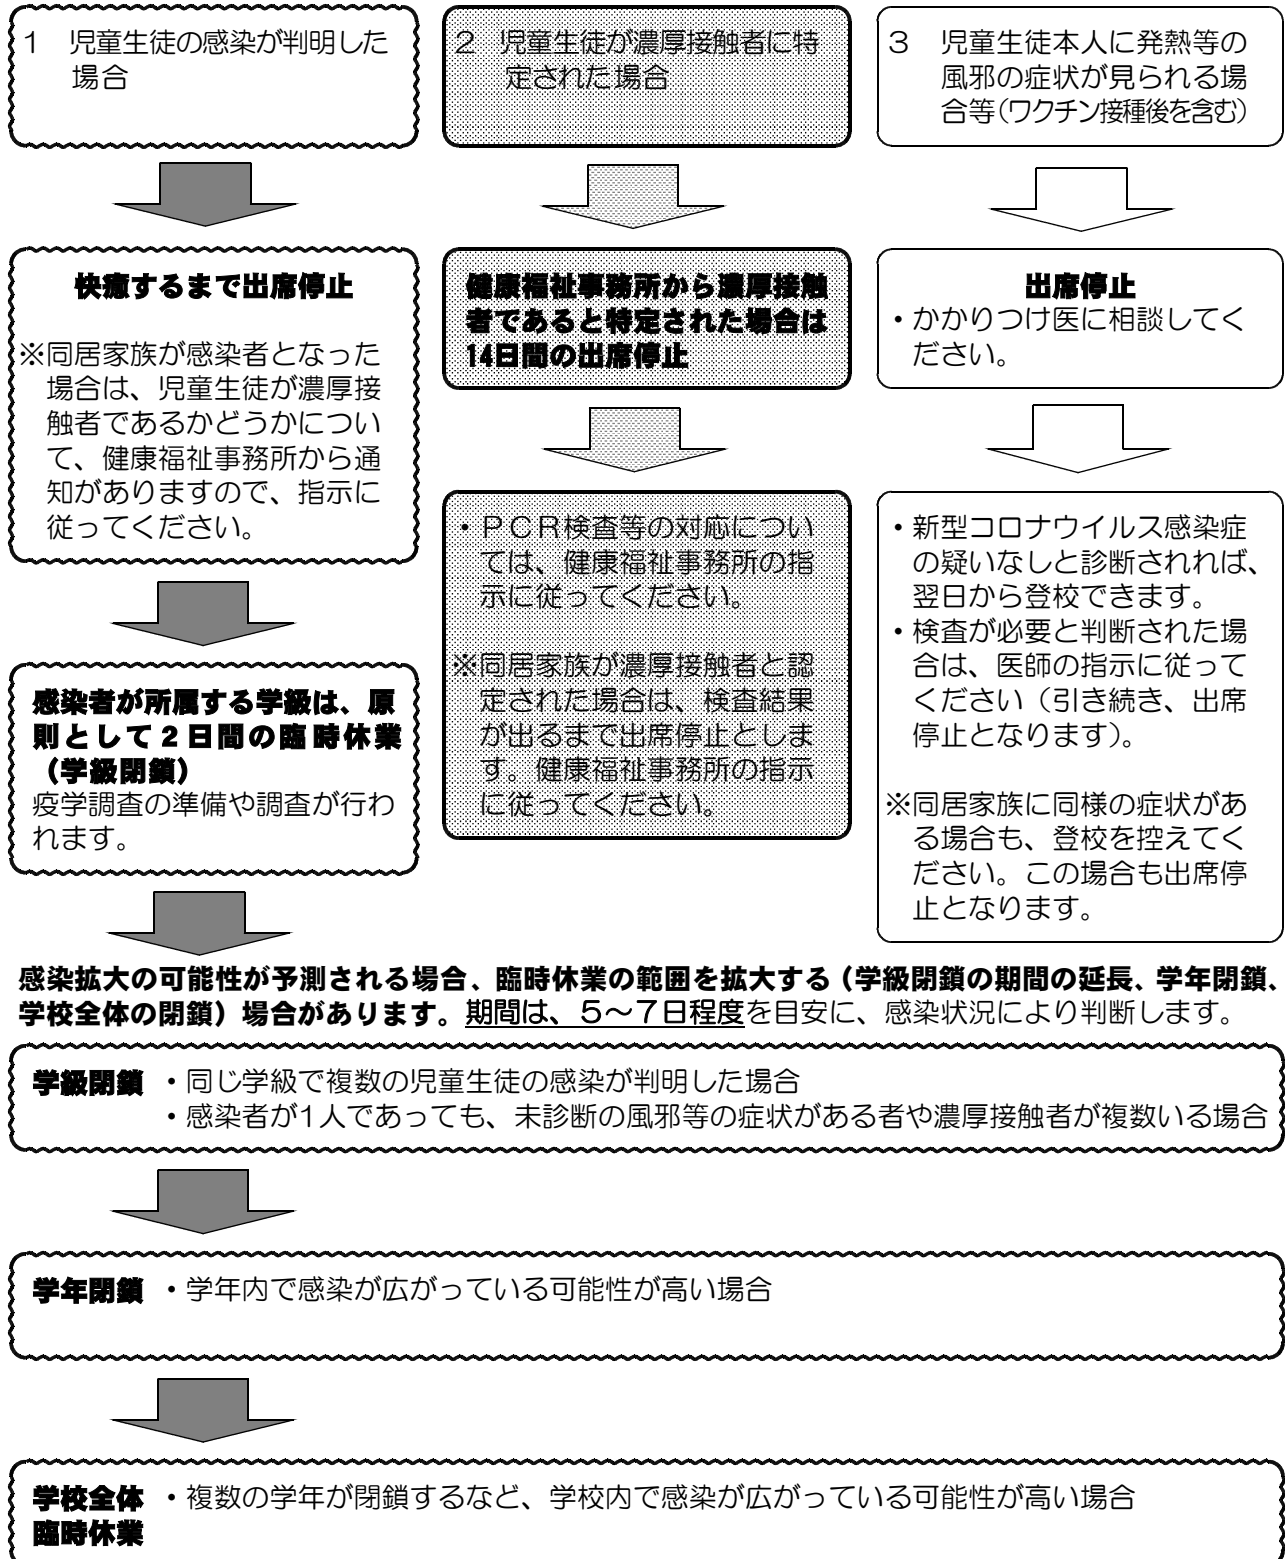 1　児童生徒の感染が判明した
場合
快癒するまで出席停止
※同居家族が感染者となった
場合は、児童生徒が濃厚接
触者であるかどうかについ
て、健康福祉事務所から通
知がありますので、指示に
従ってください。
感染者が所属する学級は、原
則として２日間の臨時休業
（学級閉鎖）
疫学調査の準備や調査が行わ
れます。
２　児童生徒が濃厚接触者に特
定された場合
健康福祉事務所から濃厚接触
者であると特定された場合は
14日間の出席停止
・ＰＣＲ検査等の対応につい
ては、健康福祉事務所の指
示に従ってください。
※同居家族が濃厚接触者と認
定された場合は、検査結果
が出るまで出席停止としま
す。健康福祉事務所の指示
に従ってください。
３　児童生徒本人に発熱等の
風邪の症状が見られる場
合等（ワクチン接種後を含む）
出席停止
・かかりつけ医に相談してく
ださい。
・新型コロナウイルス感染症
の疑いなしと診断されれば、
翌日から登校できます。
・検査が必要と判断された場
合は、医師の指示に従って
ください（引き続き、出席
停止となります）。
※同居家族に同様の症状があ
る場合も、登校を控えてく
ださい。この場合も出席停
止となります。
感染拡大の可能性が予測される場合、臨時休業の範囲を拡大する（学級閉鎖の期間の延長、学年閉鎖、
学校全体の閉鎖）場合があります。期間は、５～７日程度を目安に、感染状況により判断します。
学級閉鎖　・同じ学級で複数の児童生徒の感染が判明した場合
・感染者が1人であっても、未診断の風邪等の症状がある者や濃厚接触者が複数いる場合
学年閉鎖　・学年内で感染が広がっている可能性が高い場合
学校全体　・複数の学年が閉鎖するなど、学校内で感染が広がっている可能性が高い場合
臨時休業